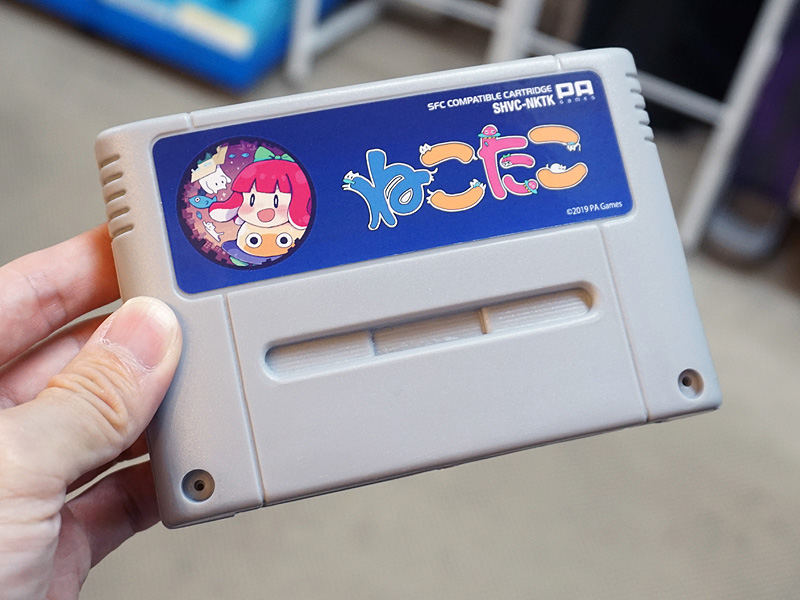 SFC COMPATIBLE CARTRIDGE
SHVC-NKTK
PA
GAMES
ねこたこ
©2019 PA Games